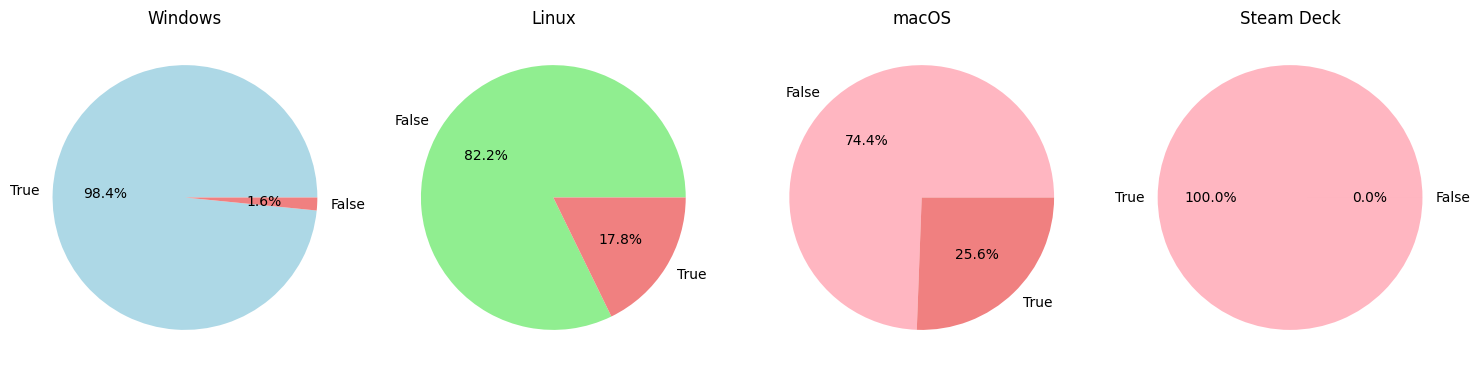 Windows
True
98.4%
1.6%
False
Linux
False
82.2%
17.8%
True
macOS
False
74.4%
25.6%
True
Steam Deck
True
100.0%
0.0%
False